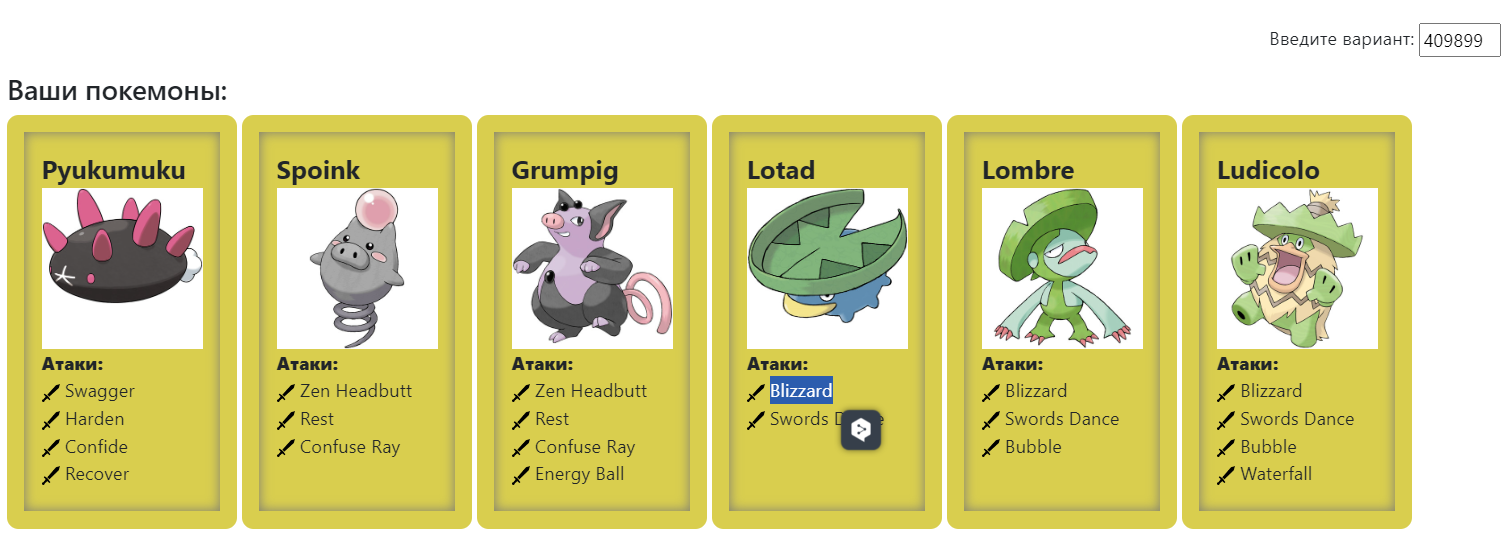 Введите вариант: 409899
Ваши покемоны:
Pyukumuku
Атаки:
Swagger
Harden
Confide
Recover
Spoink
Атаки:
Zen Headbutt
Rest
Confuse Ray
Grumpig
Атаки:
Zen Headbutt
Rest
Confuse Ray
Energy Ball
Lotad
Атаки:
Blizzard
Swords
Lombre
Атаки:
Blizzard
Swords Dance
Bubble
Ludicolo
Атаки:
Blizzard
Swords Dance
Bubble
Waterfall